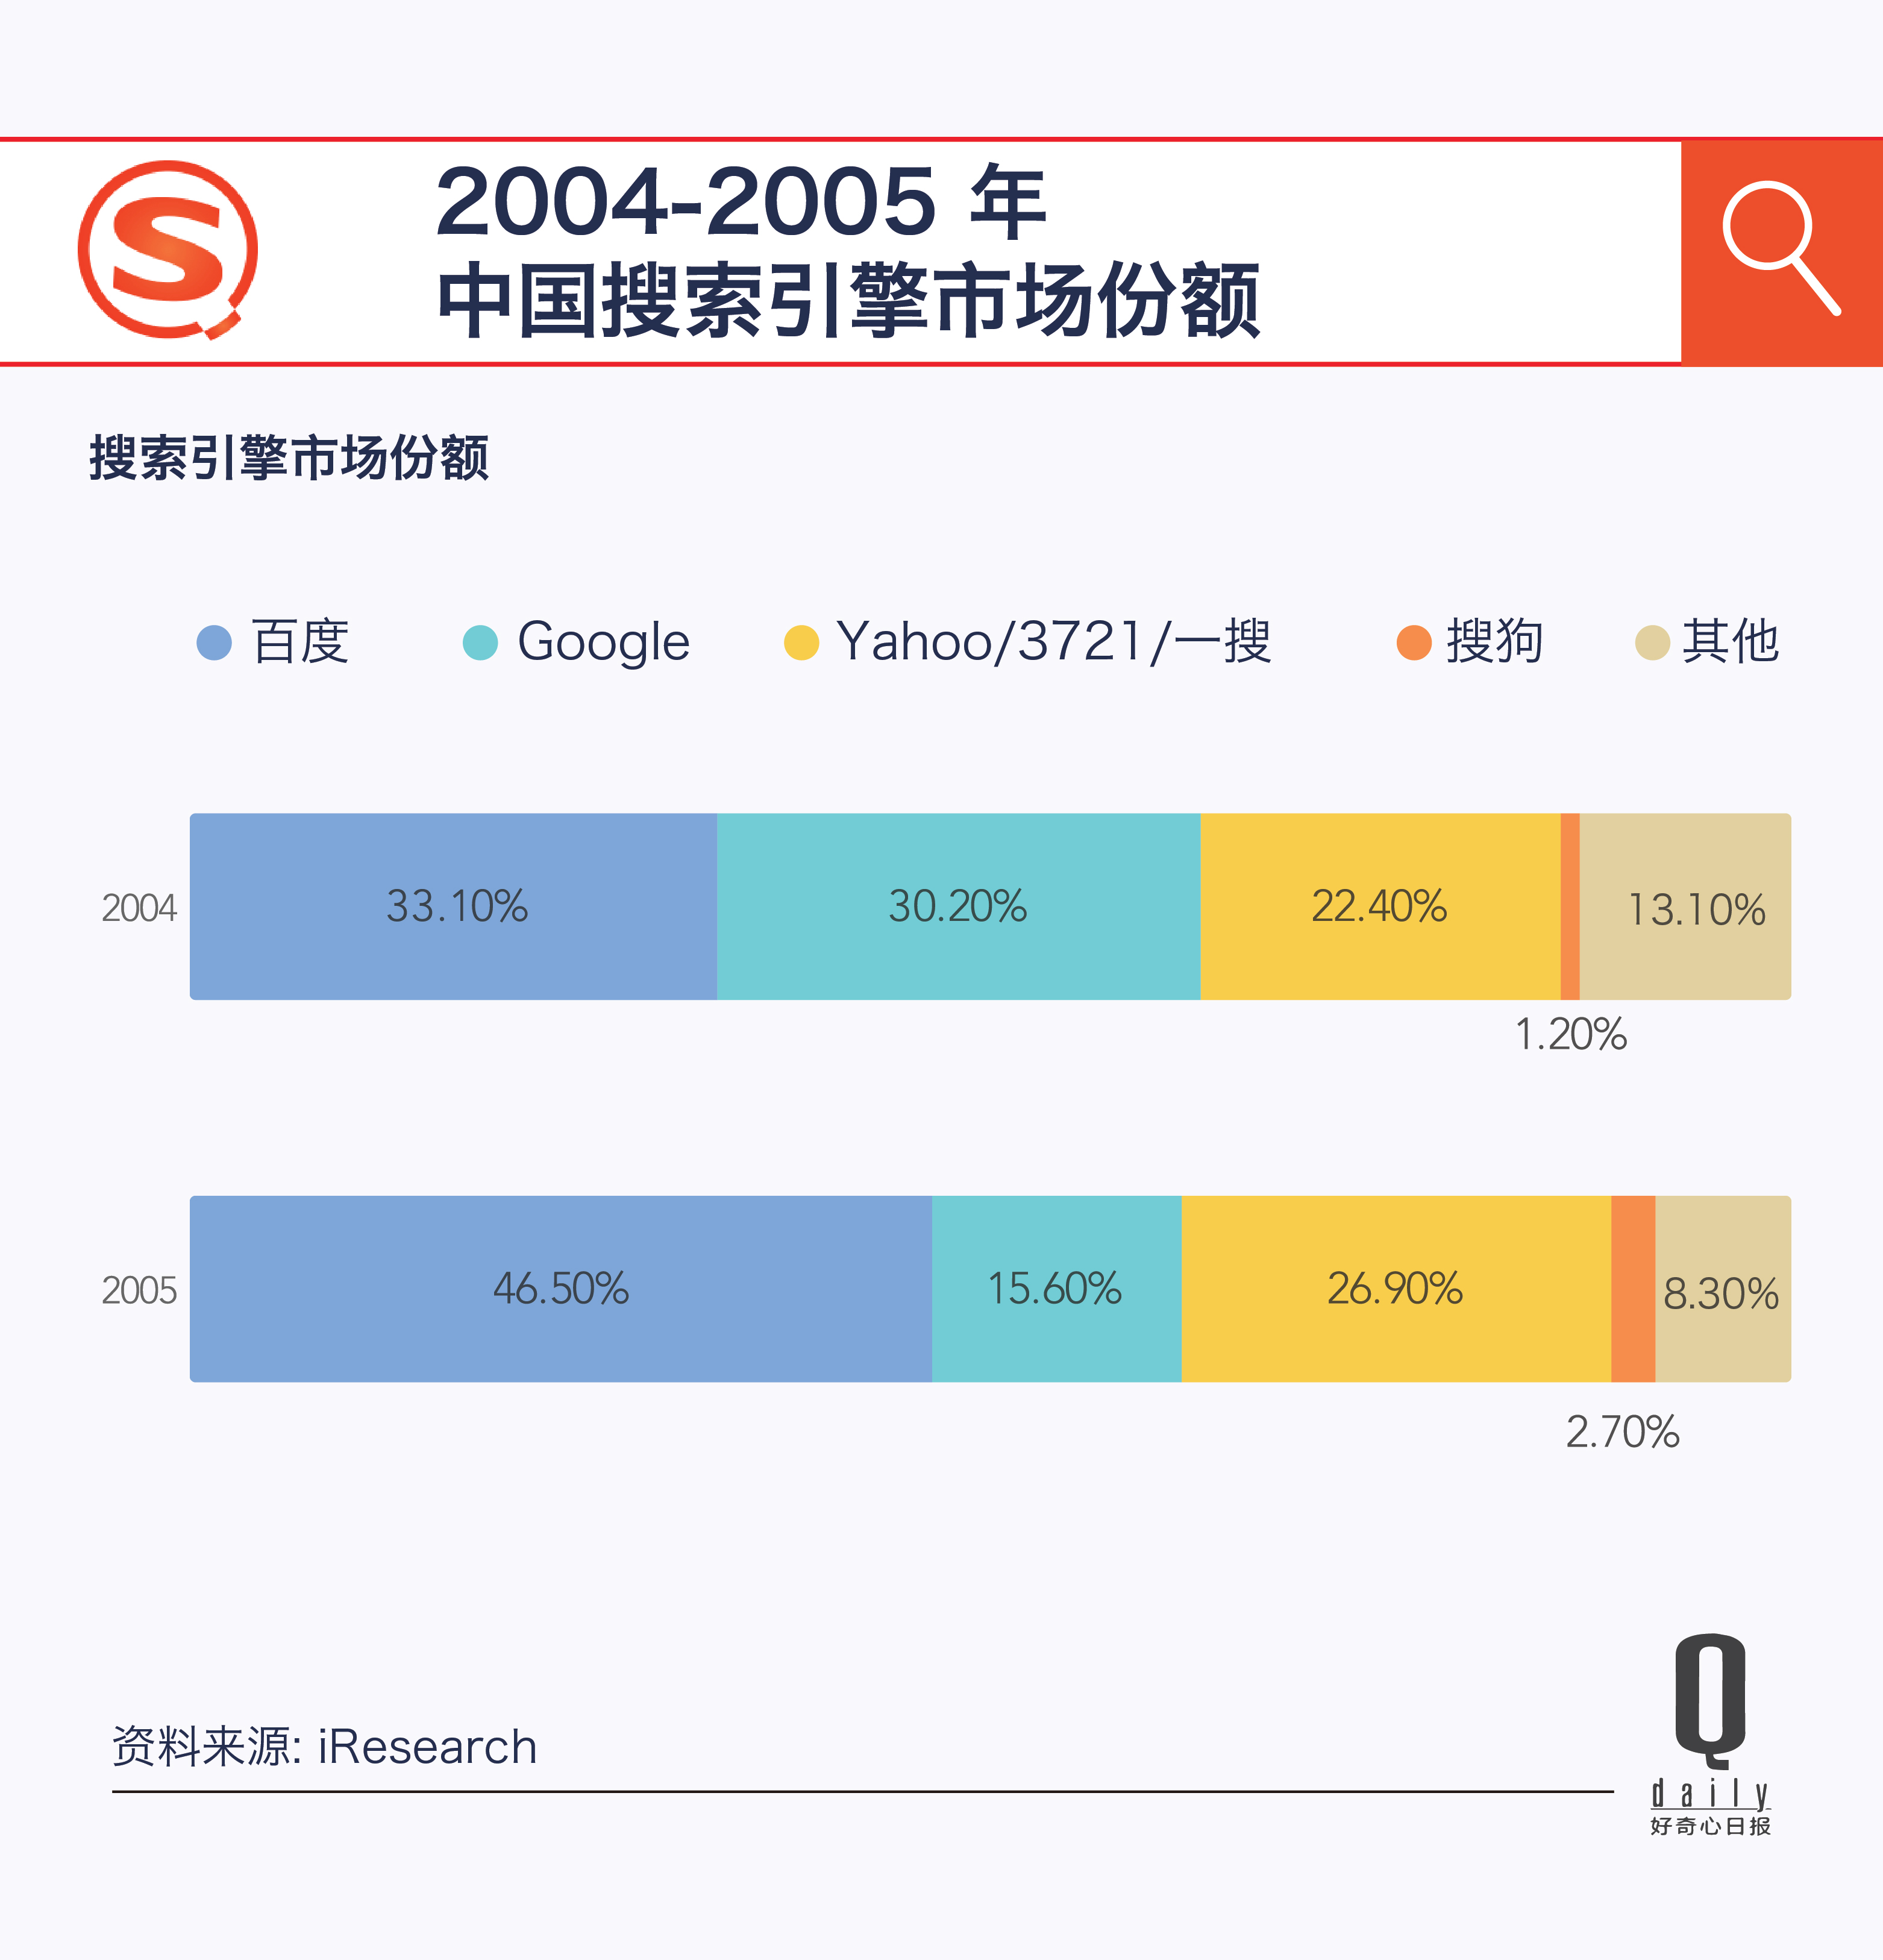 S
2004-2005 年
中国搜索引擎市场份额
搜索引擎市场份额
百度 Google Yahoo/3721/一搜 搜狗 其他
2004 33.10% 30.20% 22.40% 13.10%
1.20%
2005 46.50% 15.60% 26.90% 8.30%
2.70%
资料来源: iResearch
Q
daily
好奇心日报